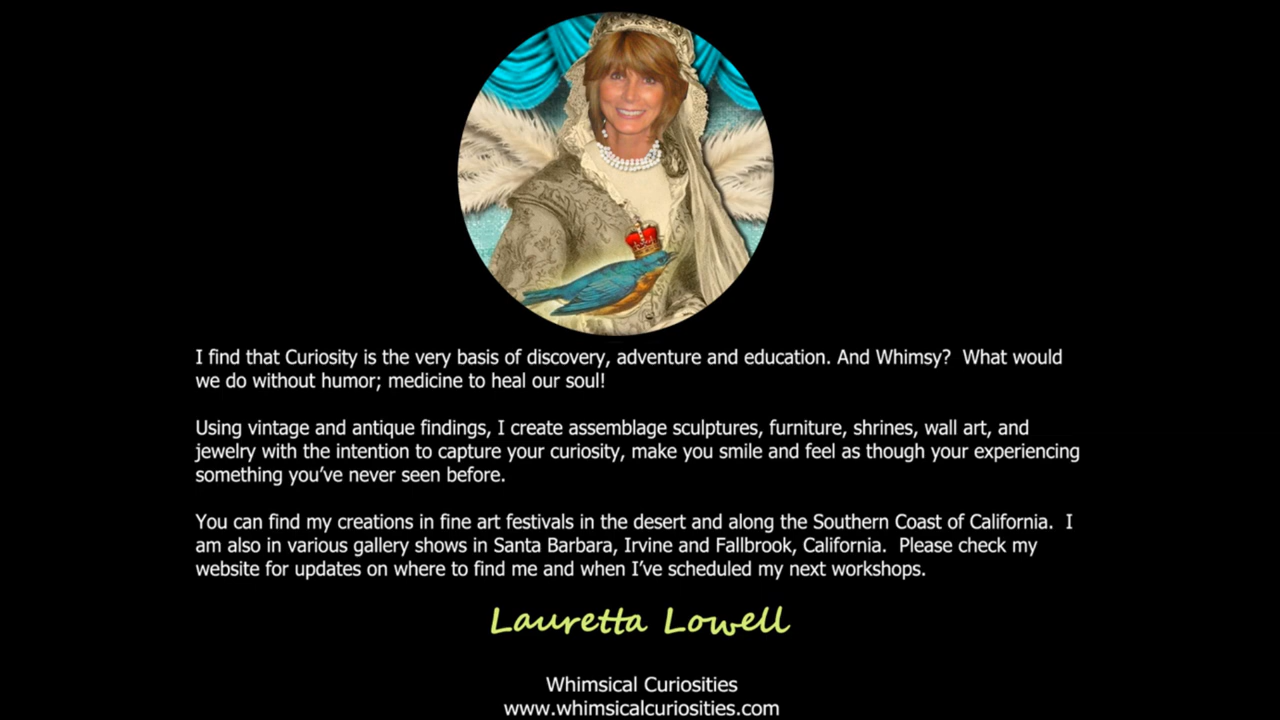 I find that Curiosity is the very basis of discovery, adventure and education. And Whimsy?  What would
we do without humor; medicine to heal our soul!
Using vintage and antique findings, I create assemblage sculptures, furniture, shrines, wall art, and
jewelry with the intention to capture your curiosity, make you smile and feel as though your experiencing
something you’ve never seen before.
You can find my creations in fine art festivals in the desert and along the Southern Coast of California.  I
am also in various gallery shows in Santa Barbara, Irvine and Fallbrook, California.  Please check my
website for updates on where to find me and when I’ve scheduled my next workshops.
Lauretta Lowell
Whimsical Curiosities
www.whimsicalcuriosities.com